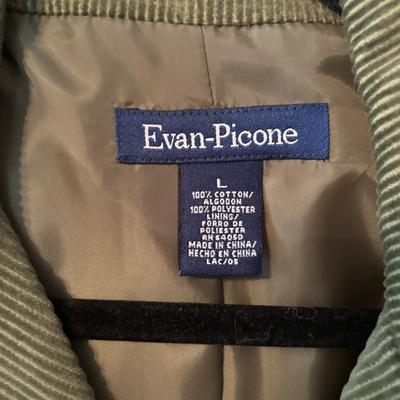 Evan-Picone
L
100% COTTON/
ALGODON
100% POLYESTER
LINING/
FORRO DE
POLIESTER
RN 54050
MADE IN CHINA/
HECHO EN CHINA
LAC/05